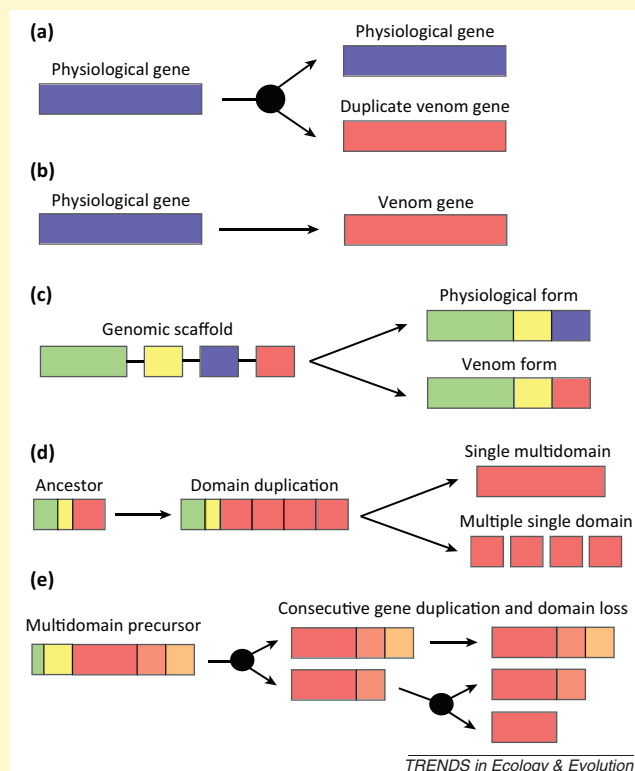 (a)
Physiological gene
Physiological gene
Duplicate venom gene
(b)
Physiological gene
Venom gene
(c)
Genomic scaffold
Physiological form
Venom form
(d)
Ancestor
Domain duplication
Single multidomain
Multiple single domain
(e)
Multidomain precursor
Consecutive gene duplication and domain loss
TRENDS in Ecology & Evolution